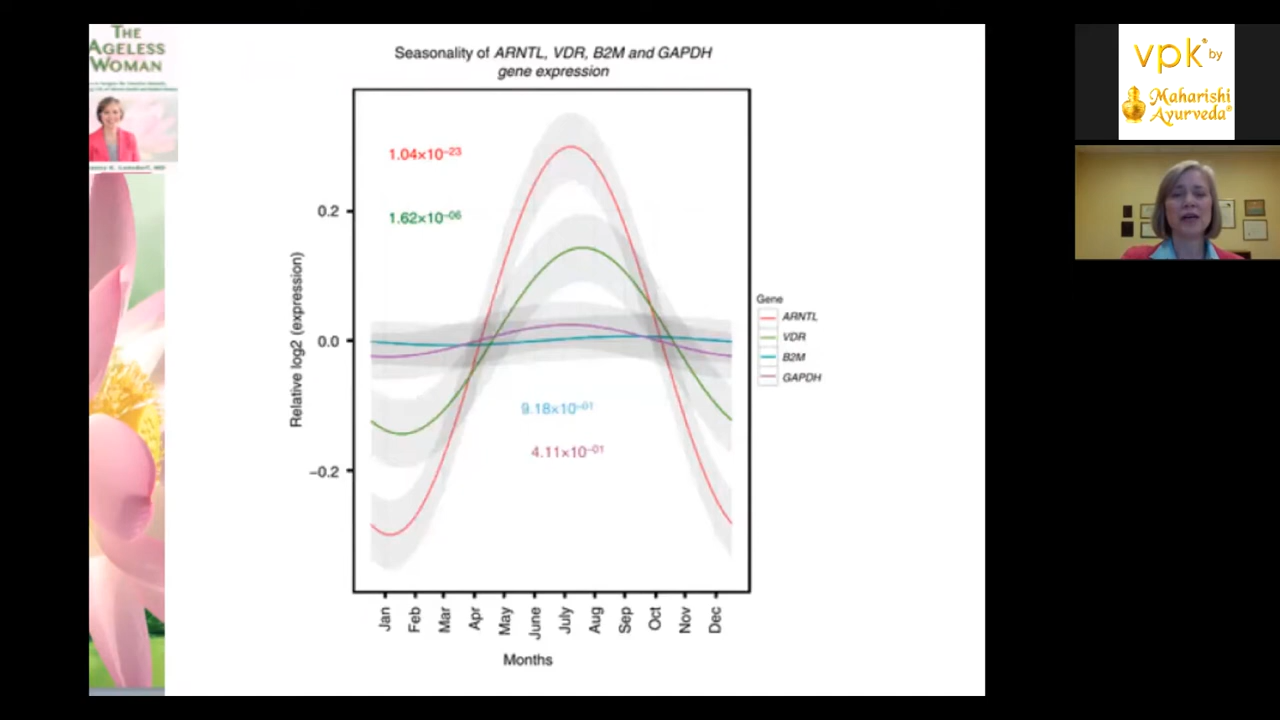 THE
AGELESS
WOMAN
Seasonality of ARNTL, VDR, B2M and GAPDH
gene expression
1.04×10−23
1.62×10−06
9.18×10−01
4.11×10−01
0.2
0.0
−0.2
Relative log2 (expression)
Jan
Feb
Mar
Apr
May
June
July
Aug
Sep
Oct
Nov
Dec
Months
Gene
ARNTL
VDR
B2M
GAPDH
vpk® by
Maharishi
Ayurveda®